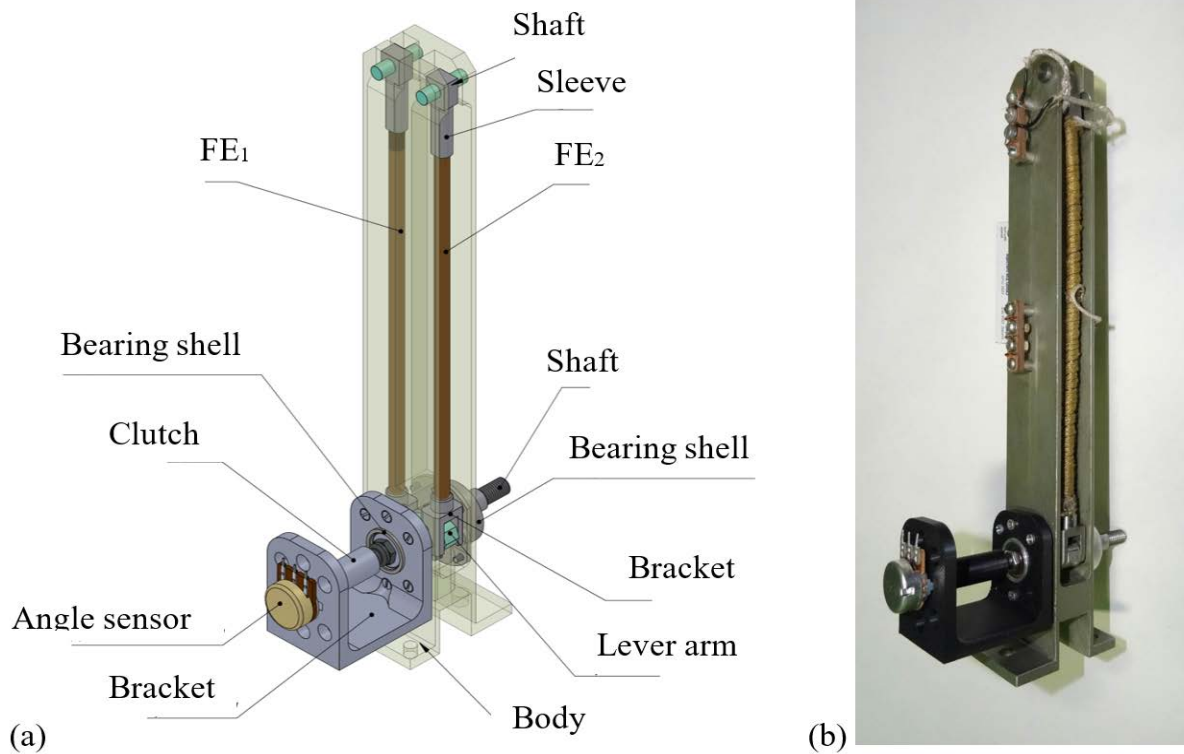 Shaft
Sleeve
FE₁
FE₂
Bearing shell
Shaft
Clutch
Bearing shell
Bracket
Angle sensor
Lever arm
Bracket
Body
(a)
(b)